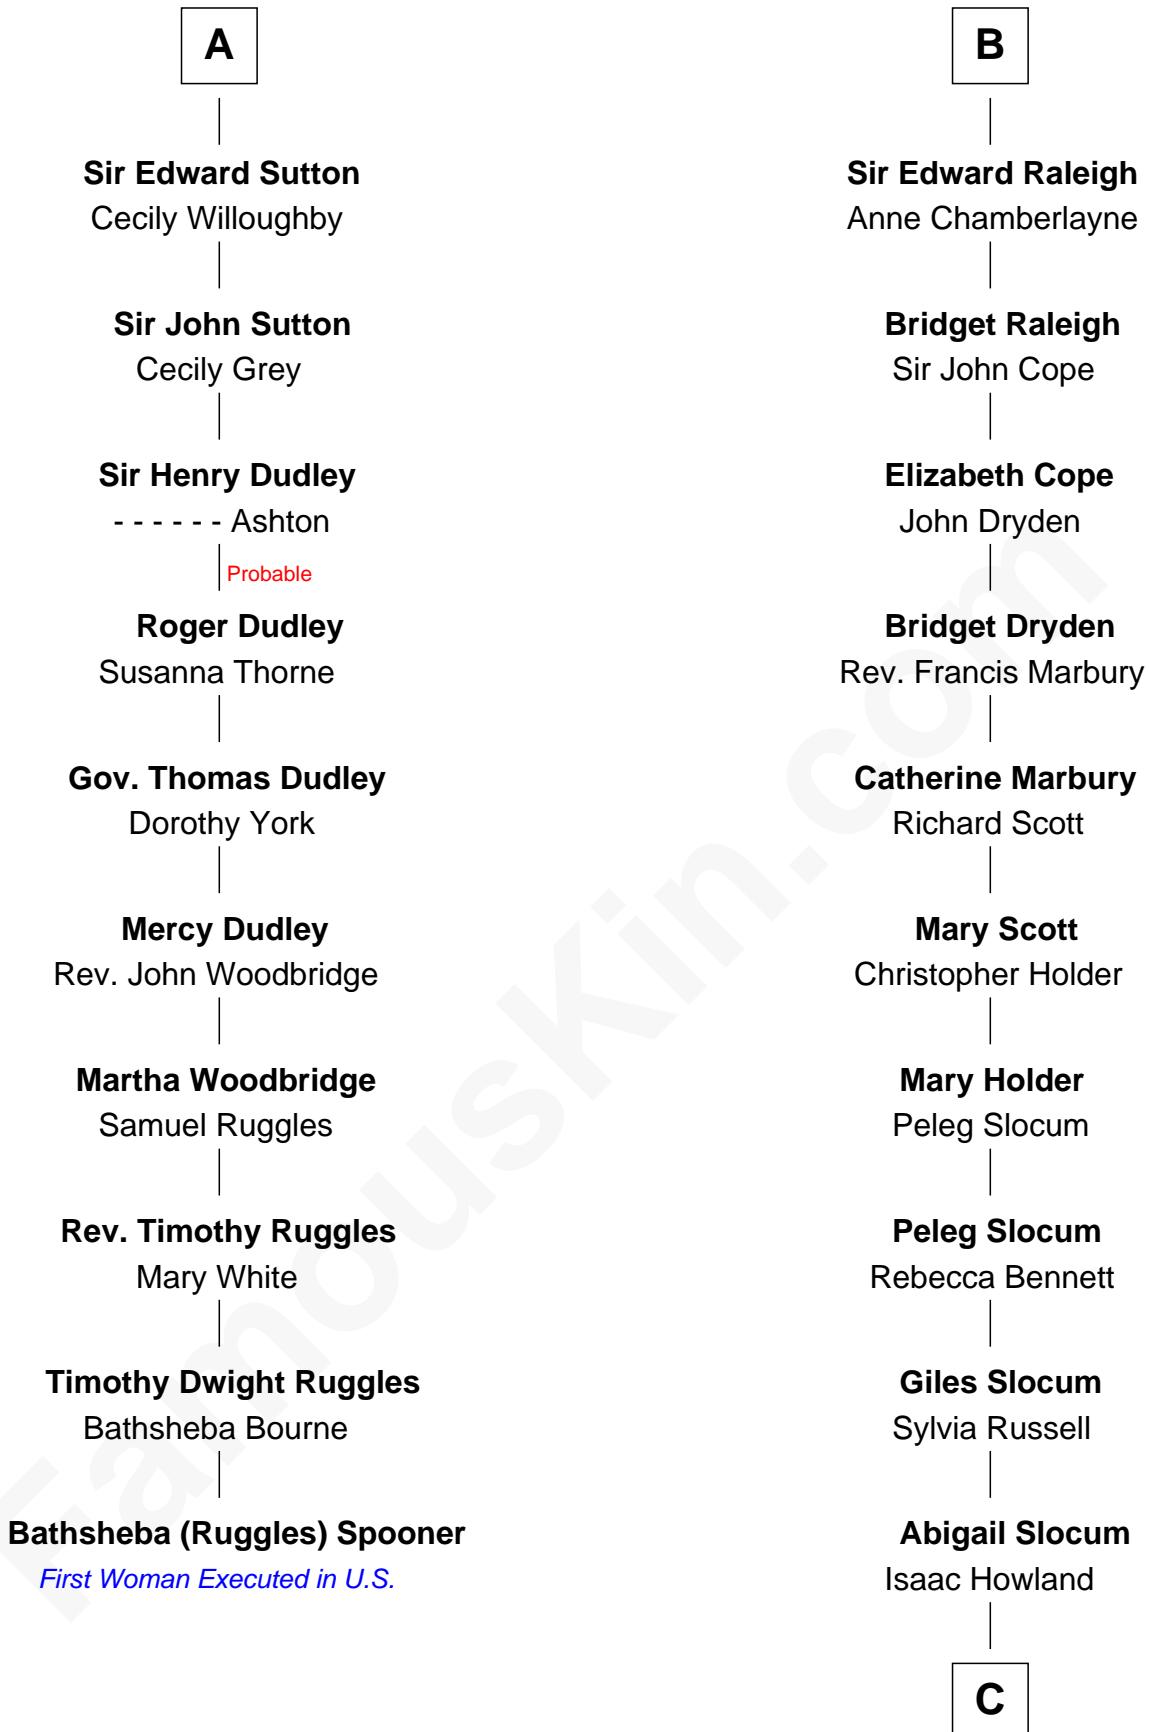 A
Sir Edward Sutton
Cecily Willoughby
Sir John Sutton
Cecily Grey
Sir Henry Dudley
- - - - - - Ashton
Probable
Roger Dudley
Susanna Thorne
Gov. Thomas Dudley
Dorothy York
Mercy Dudley
Rev. John Woodbridge
Martha Woodbridge
Samuel Ruggles
Rev. Timothy Ruggles
Mary White
Timothy Dwight Ruggles
Bathsheba Bourne
Bathsheba (Ruggles) Spooner
First Woman Executed in U.S.
B
Sir Edward Raleigh
Anne Chamberlayne
Bridget Raleigh
Sir John Cope
Elizabeth Cope
John Dryden
Bridget Dryden
Rev. Francis Marbury
Catherine Marbury
Richard Scott
Mary Scott
Christopher Holder
Mary Holder
Peleg Slocum
Peleg Slocum
Rebecca Bennett
Giles Slocum
Sylvia Russell
Abigail Slocum
Isaac Howland
C
FamousKin.com